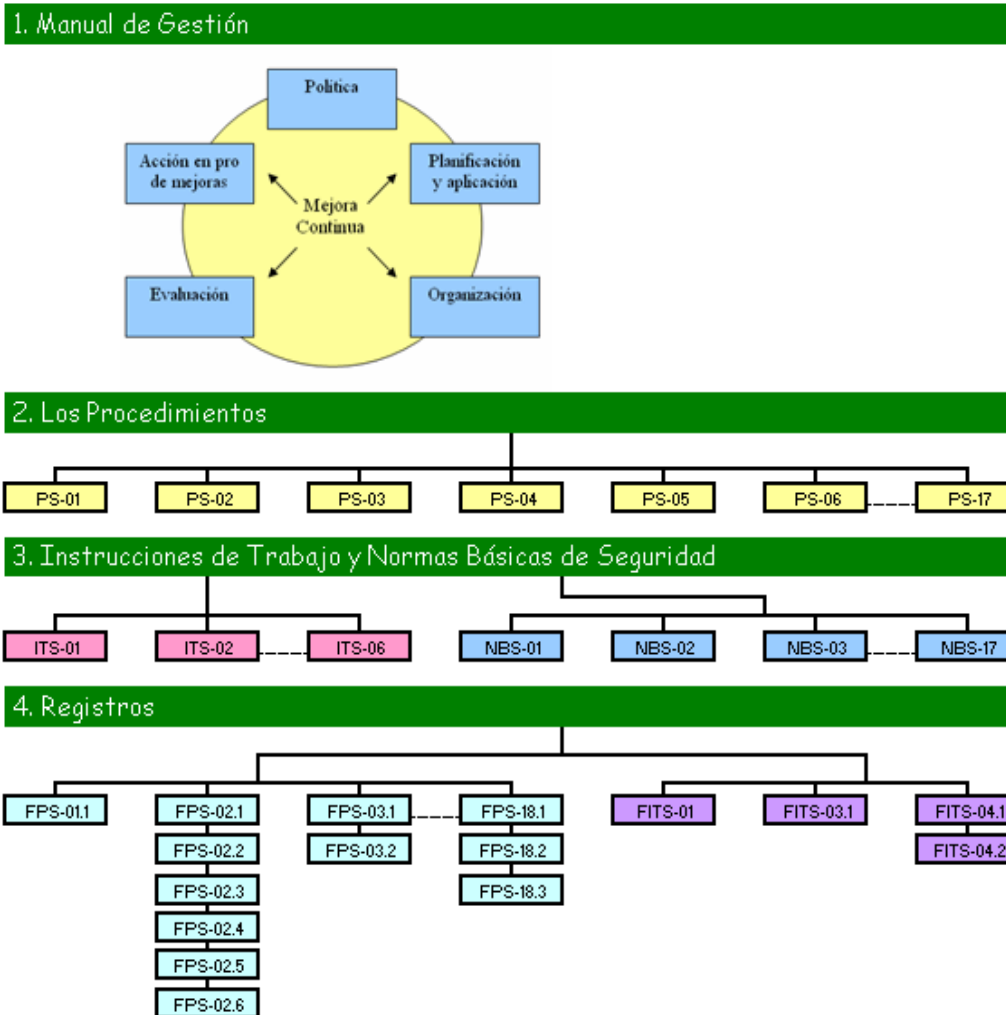 1. Manual de Gestión
Política
Acción en pro
de mejoras
Planificación
y aplicación
Mejora
Continua
Evaluación
Organización
2. Los Procedimientos
PS-01
PS-02
PS-03
PS-04
PS-05
PS-06
PS-17
3. Instrucciones de Trabajo y Normas Básicas de Seguridad
ITS-01
ITS-02
ITS-06
NBS-01
NBS-02
NBS-03
NBS-17
4. Registros
FPS-01.1
FPS-02.1
FPS-03.1
FPS-18.1
FITS-01
FITS-03.1
FITS-04.1
FPS-02.2
FPS-03.2
FPS-18.2
FITS-04.2
FPS-02.3
FPS-18.3
FPS-02.4
FPS-02.5
FPS-02.6